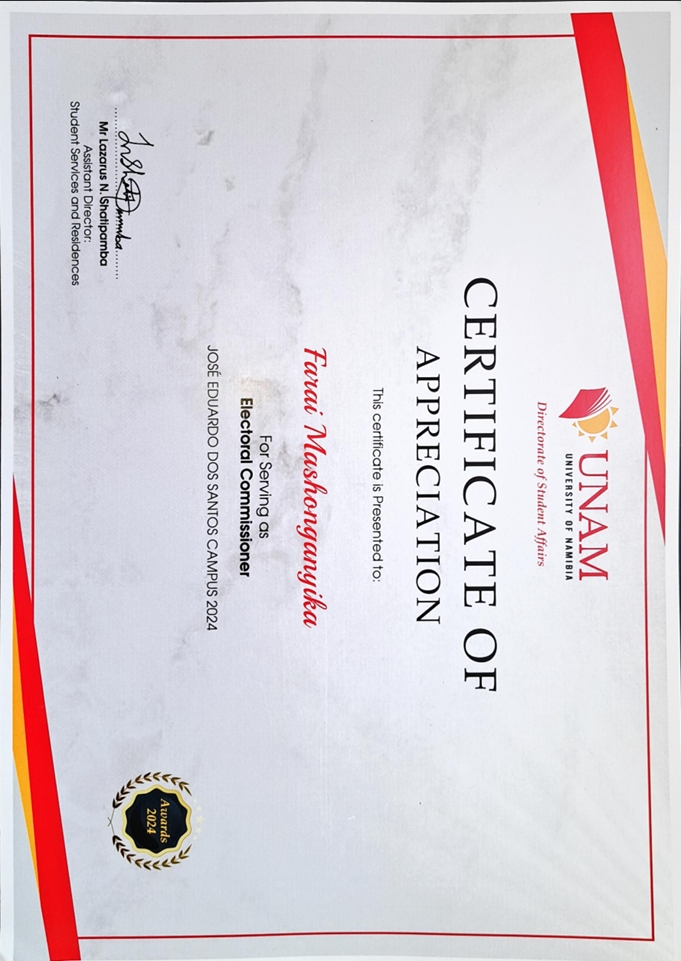 UNAM
UNIVERSITY OF NAMIBIA
Directorate of Student Affairs
CERTIFICATE OF
APPRECIATION
This certificate is Presented to:
Farai Mashonganyika
For Serving as
Electoral Commissioner
JOSÉ EDUARDO DOS SANTOS CAMPUS 2024
Mr Lazarus N. Shatipamba
Assistant Director:
Student Services and Residences
Awards
2024